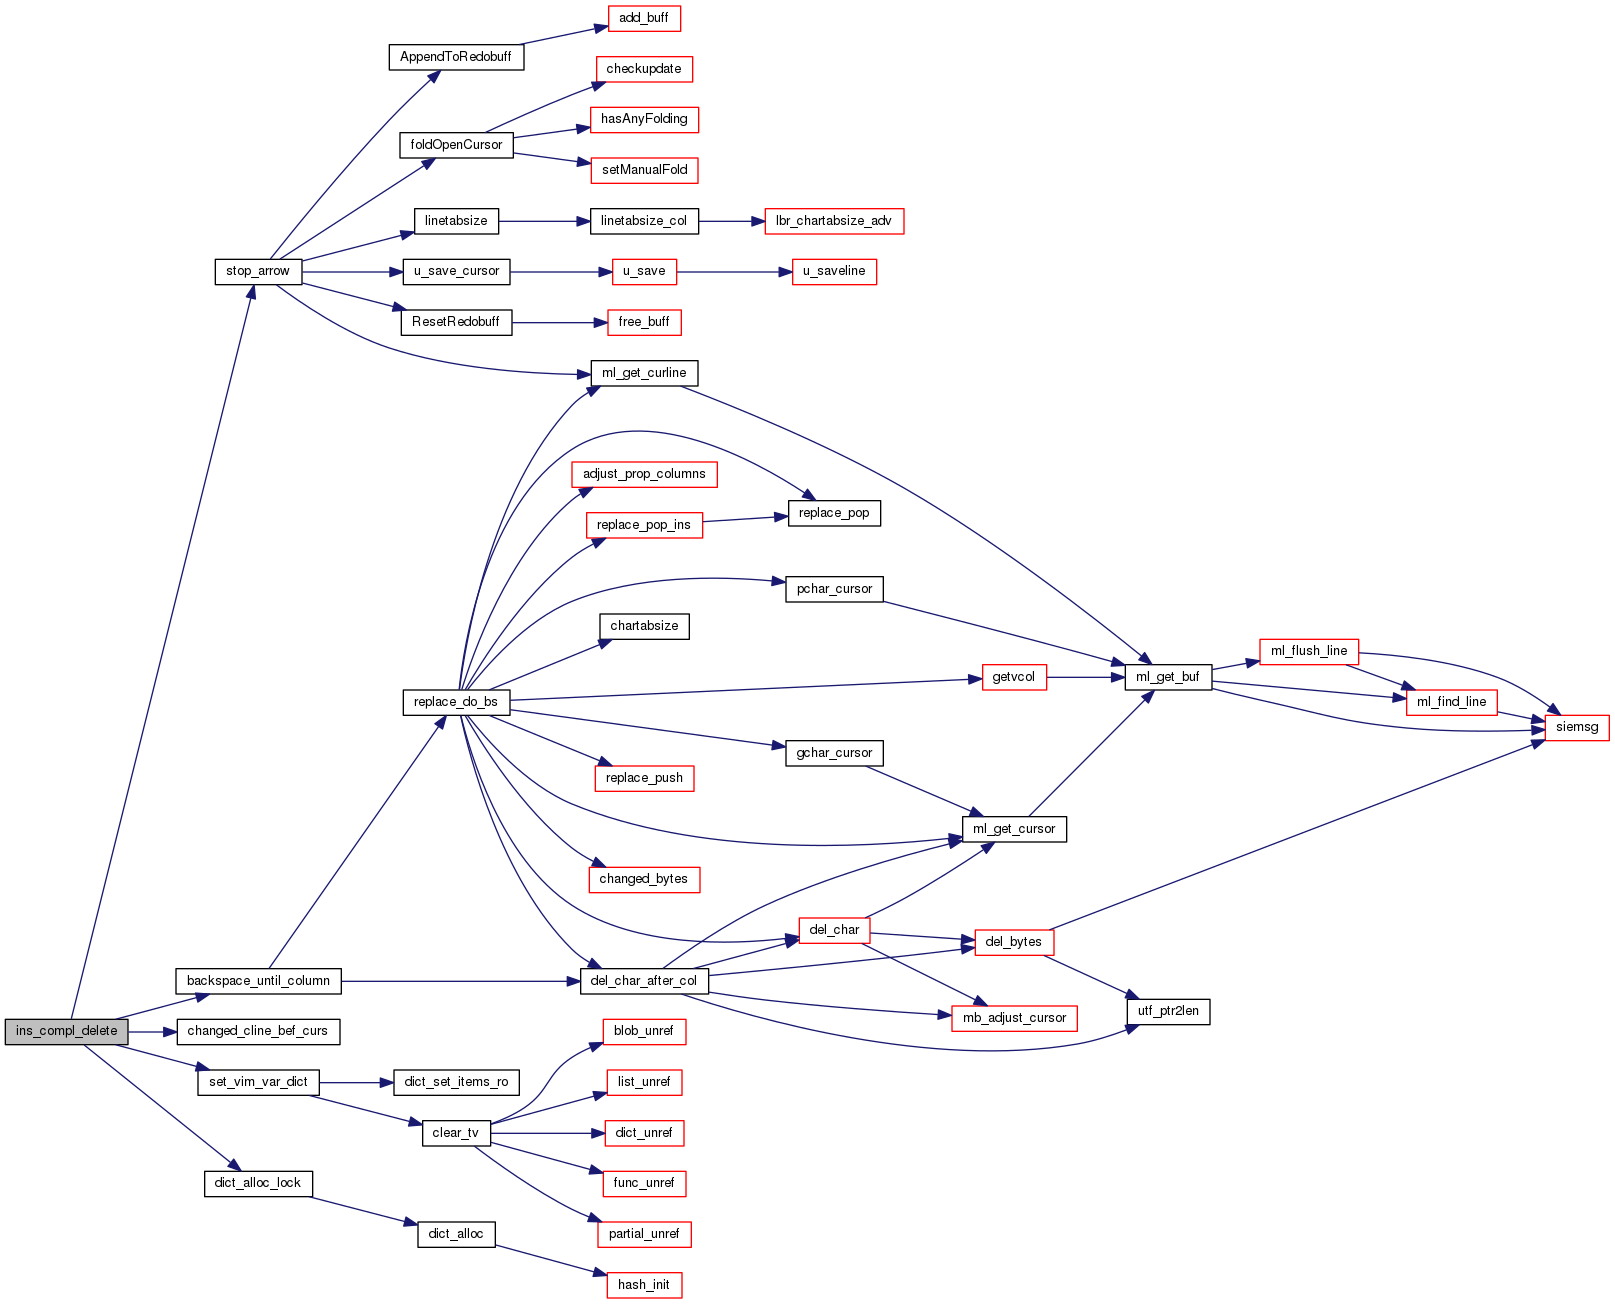 add_buff
AppendToRedobuff
checkupdate
hasAnyFolding
foldOpenCursor
setManualFold
linetabsize
linetabsize_col
lbr_chartabsize_adv
stop_arrow
u_save_cursor
u_save
u_saveline
ResetRedobuff
free_buff
ml_get_curline
adjust_prop_columns
replace_pop
replace_pop_ins
pchar_cursor
chartabsize
ml_flush_line
getvcol
ml_get_buf
replace_do_bs
ml_find_line
siemsg
gchar_cursor
replace_push
ml_get_cursor
changed_bytes
del_char
del_bytes
backspace_until_column
del_char_after_col
utf_ptr2len
mb_adjust_cursor
ins_compl_delete
changed_cline_bef_curs
blob_unref
set_vim_var_dict
dict_set_items_ro
list_unref
clear_tv
dict_unref
dict_alloc_lock
func_unref
dict_alloc
partial_unref
hash_init